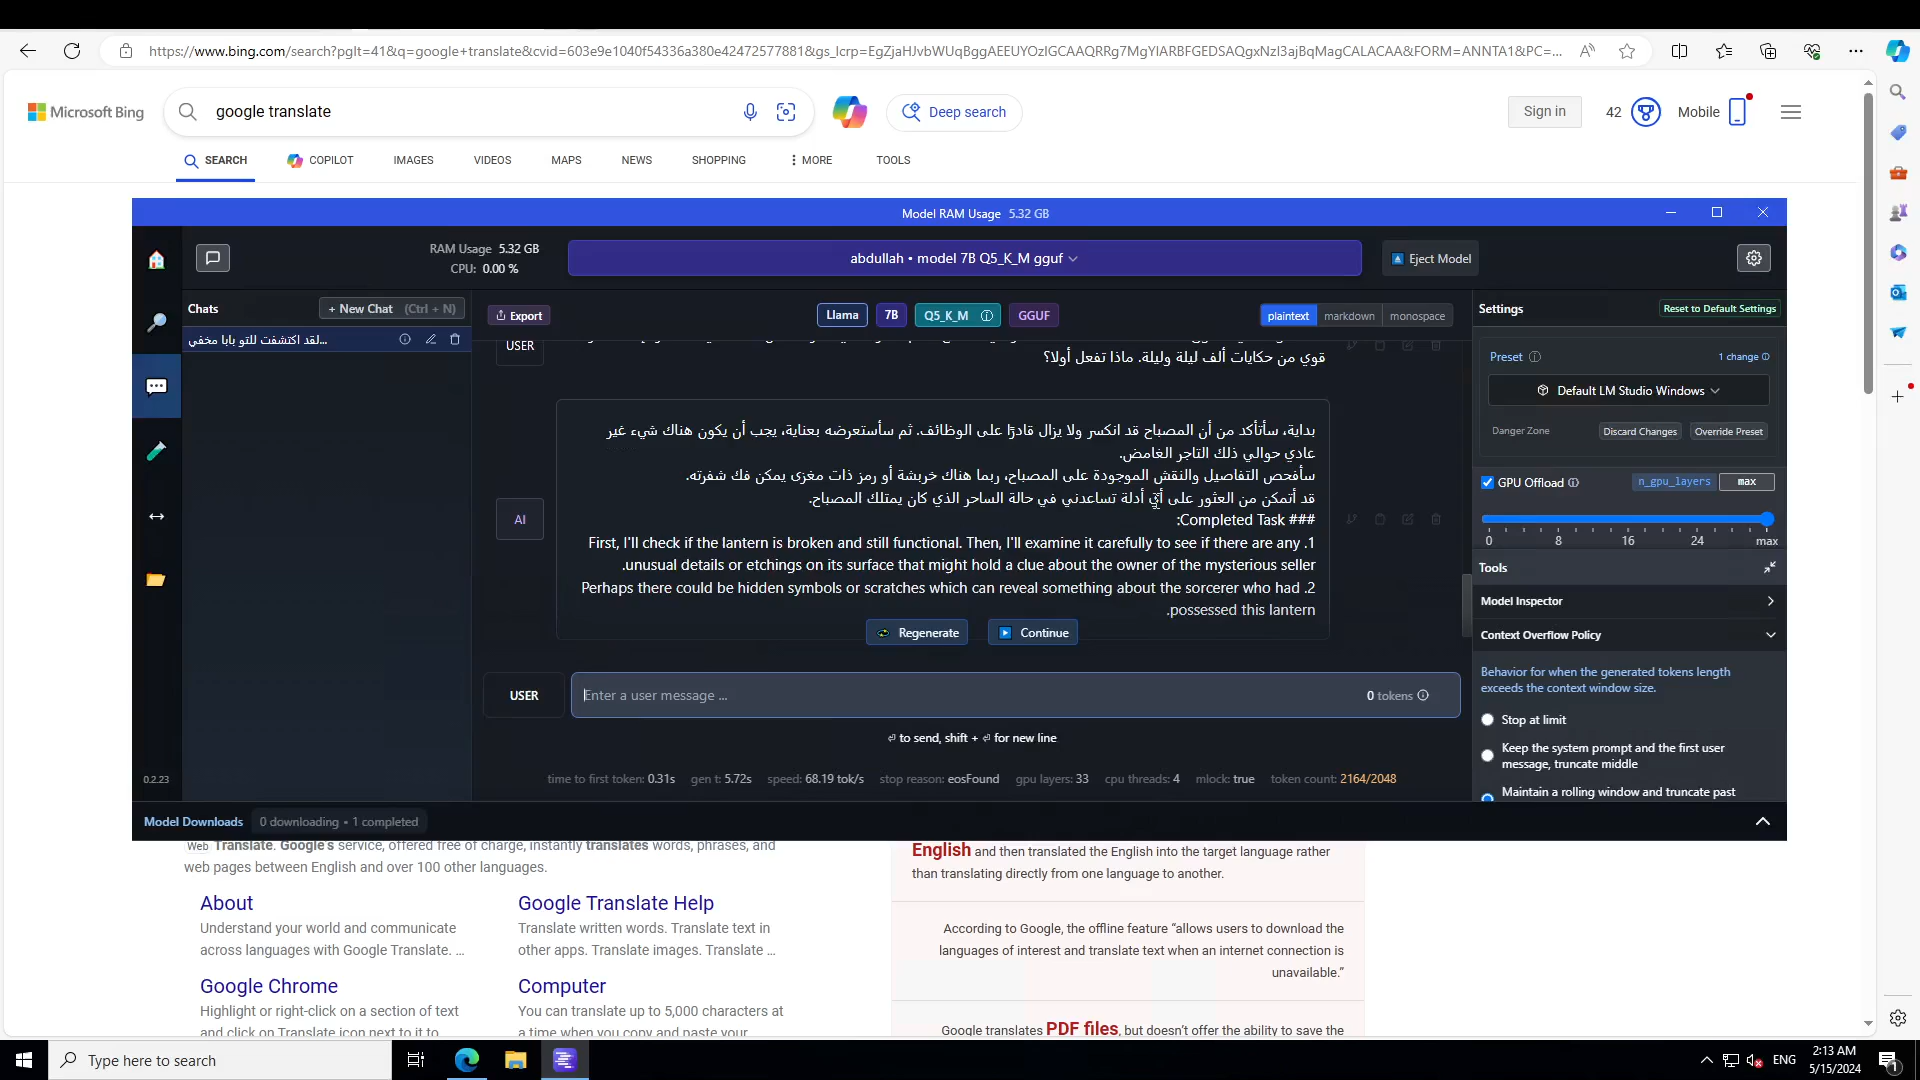 https://www.bing.com/search?pglt=41&q=google+translate&cvid=603e9e1040f54336a380e42472577881&gs_lcrp=EgZjaHJvbWUqBggAEEUYOzIGCAAQRRg7MgYIARBFGEDSAQgxNzI3ajBqMagCALACAA&FORM=ANNTA1&PC=...
Microsoft Bing
google translate
Deep search
Sign in
42
Mobile
SEARCH
COPILOT
IMAGES
VIDEOS
MAPS
NEWS
SHOPPING
MORE
TOOLS
Model RAM Usage 5.32 GB
RAM Usage 5.32 GB
CPU: 0.00 %
abdullah • model 7B Q5_K_M gguf
Eject Model
Chats
+ New Chat (Ctrl + N)
Export
Llama
7B
Q5_K_M
GGUF
plaintext
markdown
monospace
Settings
Reset to Default Settings
لقد اكتشفت للتو بابا مخفي...
USER
قوي من حكايات ألف ليلة وليلة. ماذا تفعل أولا؟
Preset
1 change
Default LM Studio Windows
Danger Zone
Discard Changes
Override Preset
AI
بداية، سأتأكد من أن المصباح قد انكسر ولا يزال قادرًا على الوظائف. ثم سأستعرضه بعناية، يجب أن يكون هناك شيء غير
عادي حوالي ذلك التاجر الغامض.
سأفحص التفاصيل والنقش الموجودة على المصباح، ربما هناك خربشة أو رمز ذات مغزى يمكن فك شفرته.
قد أتمكن من العثور على أي أدلة تساعدني في حالة الساحر الذي كان يمتلك المصباح.
### Completed Task:
1. First, I'll check if the lantern is broken and still functional. Then, I'll examine it carefully to see if there are any
unusual details or etchings on its surface that might hold a clue about the owner of the mysterious seller.
2. Perhaps there could be hidden symbols or scratches which can reveal something about the sorcerer who had
possessed this lantern.
Regenerate
Continue
GPU Offload
n_gpu_layers
max
0 8 16 24 max
Tools
Model Inspector
Context Overflow Policy
Behavior for when the generated tokens length
exceeds the context window size.
Stop at limit
Keep the system prompt and the first user
message, truncate middle
Maintain a rolling window and truncate past
USER
Enter a user message ...
0 tokens
⏎ to send, shift + ⏎ for new line
time to first token: 0.31s gen t: 5.72s speed: 68.19 tok/s stop reason: eosFound gpu layers: 33 cpu threads: 4 mlock: true token count: 2164/2048
0.2.23
Model Downloads
0 downloading • 1 completed
Web Translate. Google's service, offered free of charge, instantly translates words, phrases, and
web pages between English and over 100 other languages.
About
Understand your world and communicate
across languages with Google Translate. ...
Google Translate Help
Translate written words. Translate text in
other apps. Translate images. Translate ...
Google Chrome
Highlight or right-click on a section of text
and click on Translate icon next to it to
Computer
You can translate up to 5,000 characters at
a time when you copy and paste your
English and then translated the English into the target language rather
than translating directly from one language to another.
According to Google, the offline feature “allows users to download the
languages of interest and translate text when an internet connection is
unavailable.”
Google translates PDF files, but doesn’t offer the ability to save the
Type here to search
ENG
2:13 AM
5/15/2024
1